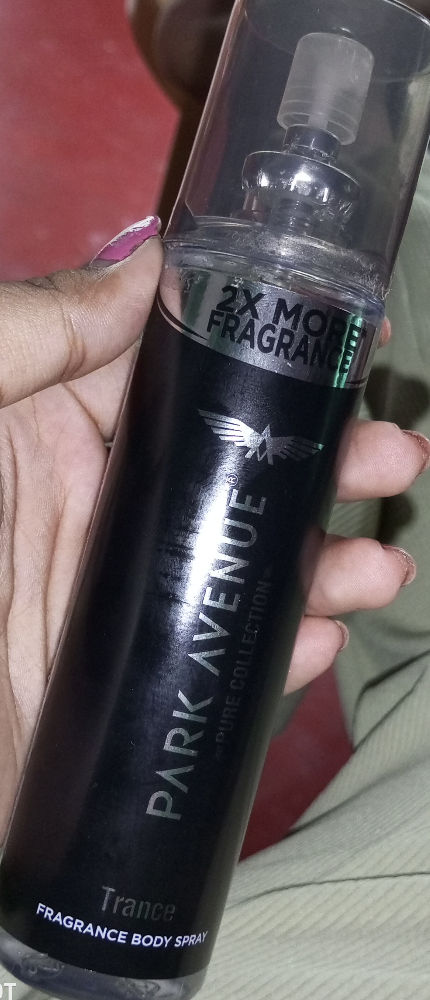 2X MORE
FRAGRANCE
PARK AVENUE®
PURE COLLECTION
Trance
FRAGRANCE BODY SPRAY